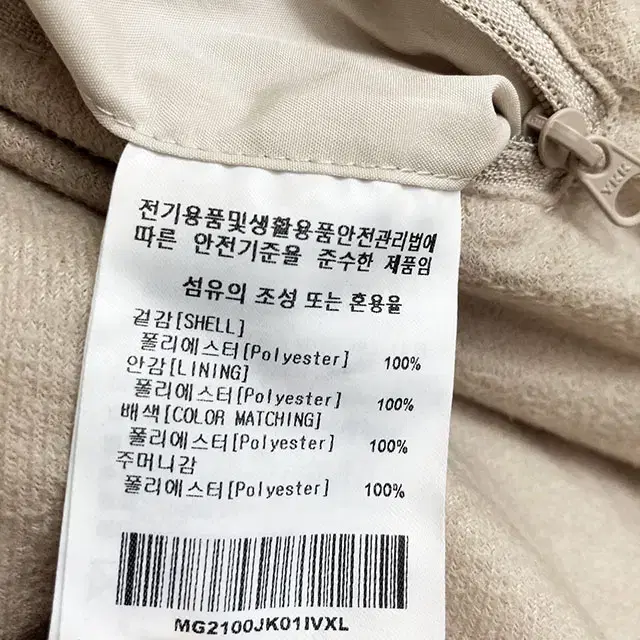 전기용품및생활용품안전관리법에
따른 안전기준을 준수한 제품임
섬유의 조성 또는 혼용율
겉감[SHELL]
폴리에스터[Polyester] 100%
안감[LINING]
폴리에스터[Polyester] 100%
배색[COLOR MATCHING]
폴리에스터[Polyester] 100%
주머니감
폴리에스터[Polyester] 100%
MG2100JK01IVXL
YKK